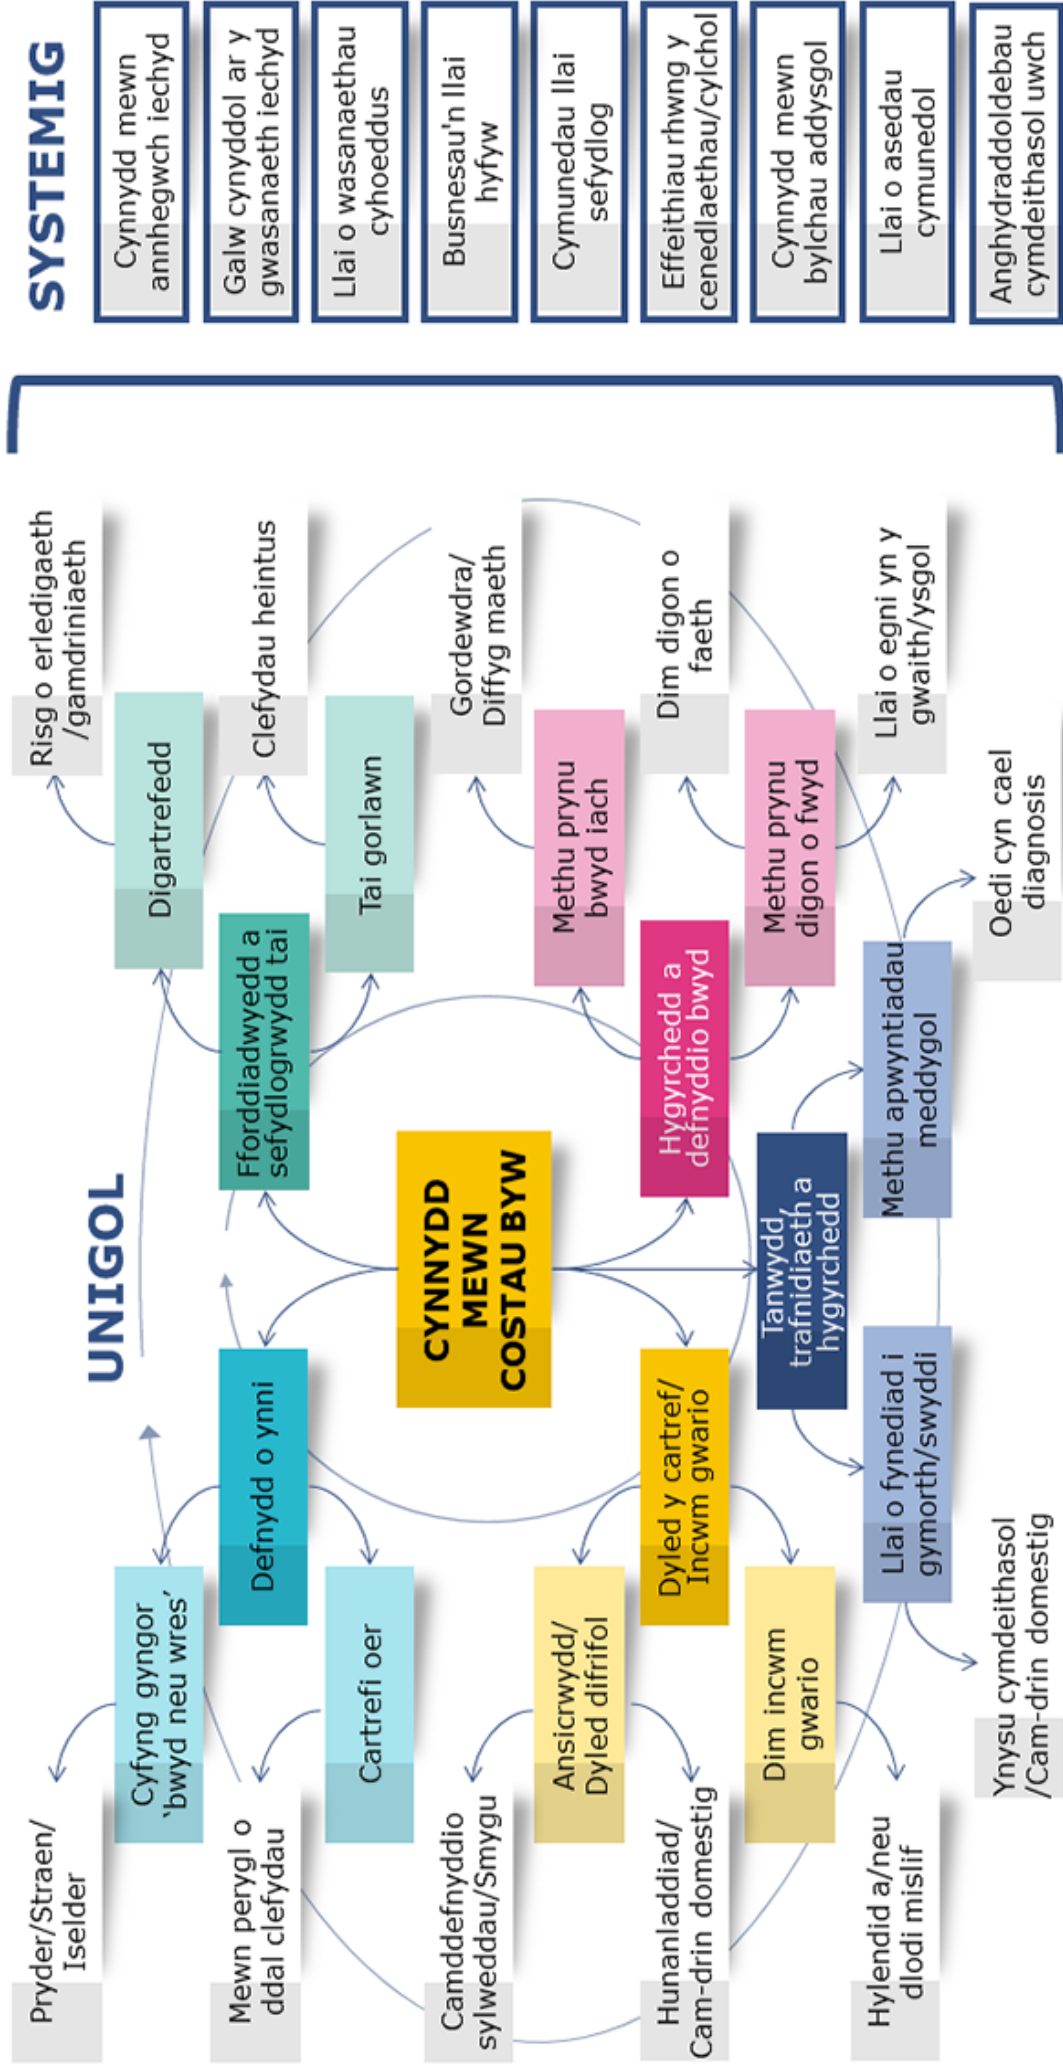 UNIGOL
SYSTEMIG
Pryder/Straen/
Iselder
Cyfyng gyngor
‘bwyd neu wres’
Defnydd o ynni
Mewn perygl o
ddal clefydau
Cartrefi oer
Risg o erledigaeth
/gamdriniaeth
Digartrefedd
Fforddiadwyedd a
sefydlogrwydd tai
Clefydau heintus
Tai gorlawn
CYNNYDD
MEWN
COSTAU BYW
Camddefnyddio
sylweddau/Smygu
Ansicrwydd/
Dyled difrifol
Dyled y cartref/
Incwm gwario
Hunanladdiad/
Cam-drin domestig
Dim incwm
gwario
Hylendid a/neu
dlodi mislif
Gordewdra/
Diffyg maeth
Methu prynu
bwyd iach
Hygyrchedd a
defnyddio bwyd
Dim digon o
faeth
Methu prynu
digon o fwyd
Llai o egni yn y
gwaith/ysgol
Tanwydd,
trafnidiaeth a
hygyrchedd
Llai o fynediad i
gymorth/swyddi
Methu apwyntiadau
meddygol
Ynysu cymdeithasol
/Cam-drin domestig
Oedi cyn cael
diagnosis
Cynnydd mewn
annhegwch iechyd
Galw cynyddol ar y
gwasanaeth iechyd
Llai o wasanaethau
cyhoeddus
Busnesau'n llai
hyfyw
Cymunedau llai
sefydlog
Effeithiau rhwng y
cenedlaethau/cylchol
Cynnydd mewn
bylchau addysgol
Llai o asedau
cymunedol
Anghydraddoldebau
cymdeithasol uwch